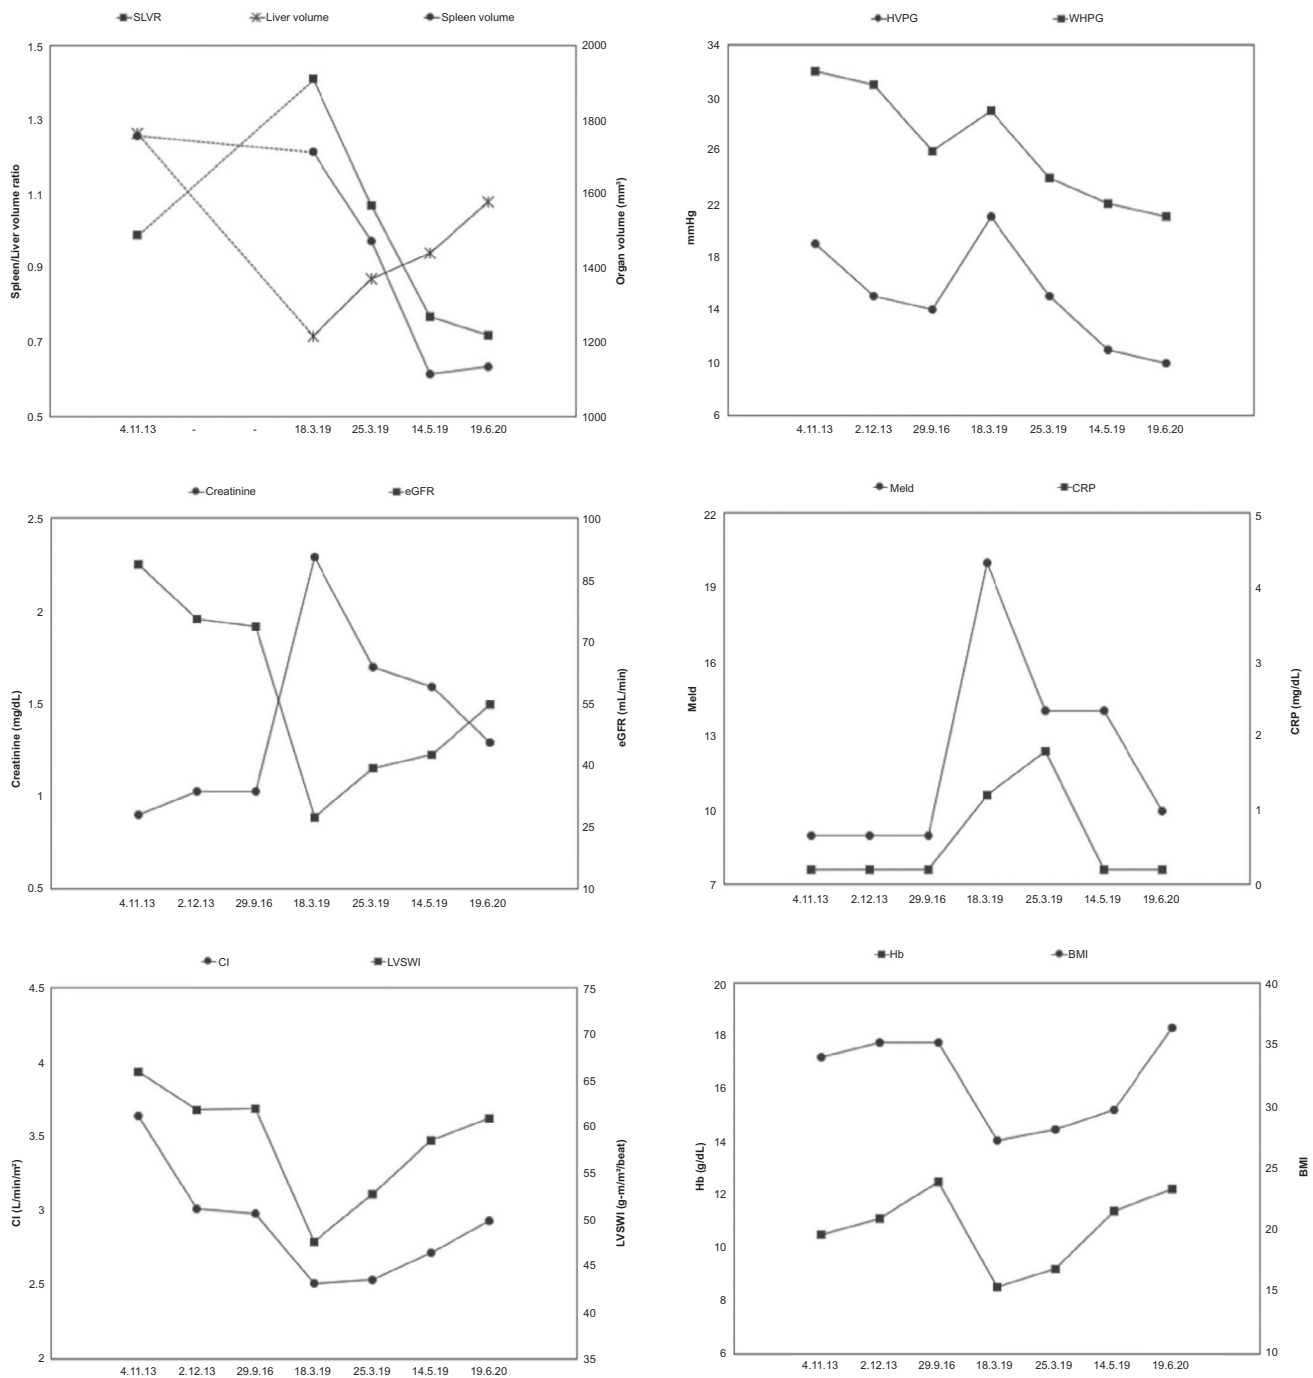 SLVR Liver volume Spleen volume
1.5 2000
1.3 1800
1.1 1600
0.9 1400
0.7 1200
0.5 1000
Spleen/Liver volume ratio
Organ volume (mm³)
4.11.13 - - 18.3.19 25.3.19 14.5.19 19.6.20
HVPG WHPG
34
30
26
22
18
14
10
6
mmHg
4.11.13 2.12.13 29.9.16 18.3.19 25.3.19 14.5.19 19.6.20
Creatinine eGFR
2.5 100
85
2
70
1.5 55
40
1
25
0.5 10
Creatinine (mg/dL)
eGFR (mL/min)
4.11.13 2.12.13 29.9.16 18.3.19 25.3.19 14.5.19 19.6.20
Meld CRP
22 5
19 4
16 3
13 2
10 1
7 0
Meld
CRP (mg/dL)
4.11.13 2.12.13 29.9.16 18.3.19 25.3.19 14.5.19 19.6.20
CI LVSWI
4.5 75
70
4
65
3.5 60
55
3 50
45
2.5
40
2 35
CI (L/min/m²)
LVSWI (g-m/m²/beat)
4.11.13 2.12.13 29.9.16 18.3.19 25.3.19 14.5.19 19.6.20
Hb BMI
20 40
18 35
16
30
14
25
12
20
10
15
8
6 10
Hb (g/dL)
BMI
4.11.13 2.12.13 29.9.16 18.3.19 25.3.19 14.5.19 19.6.20